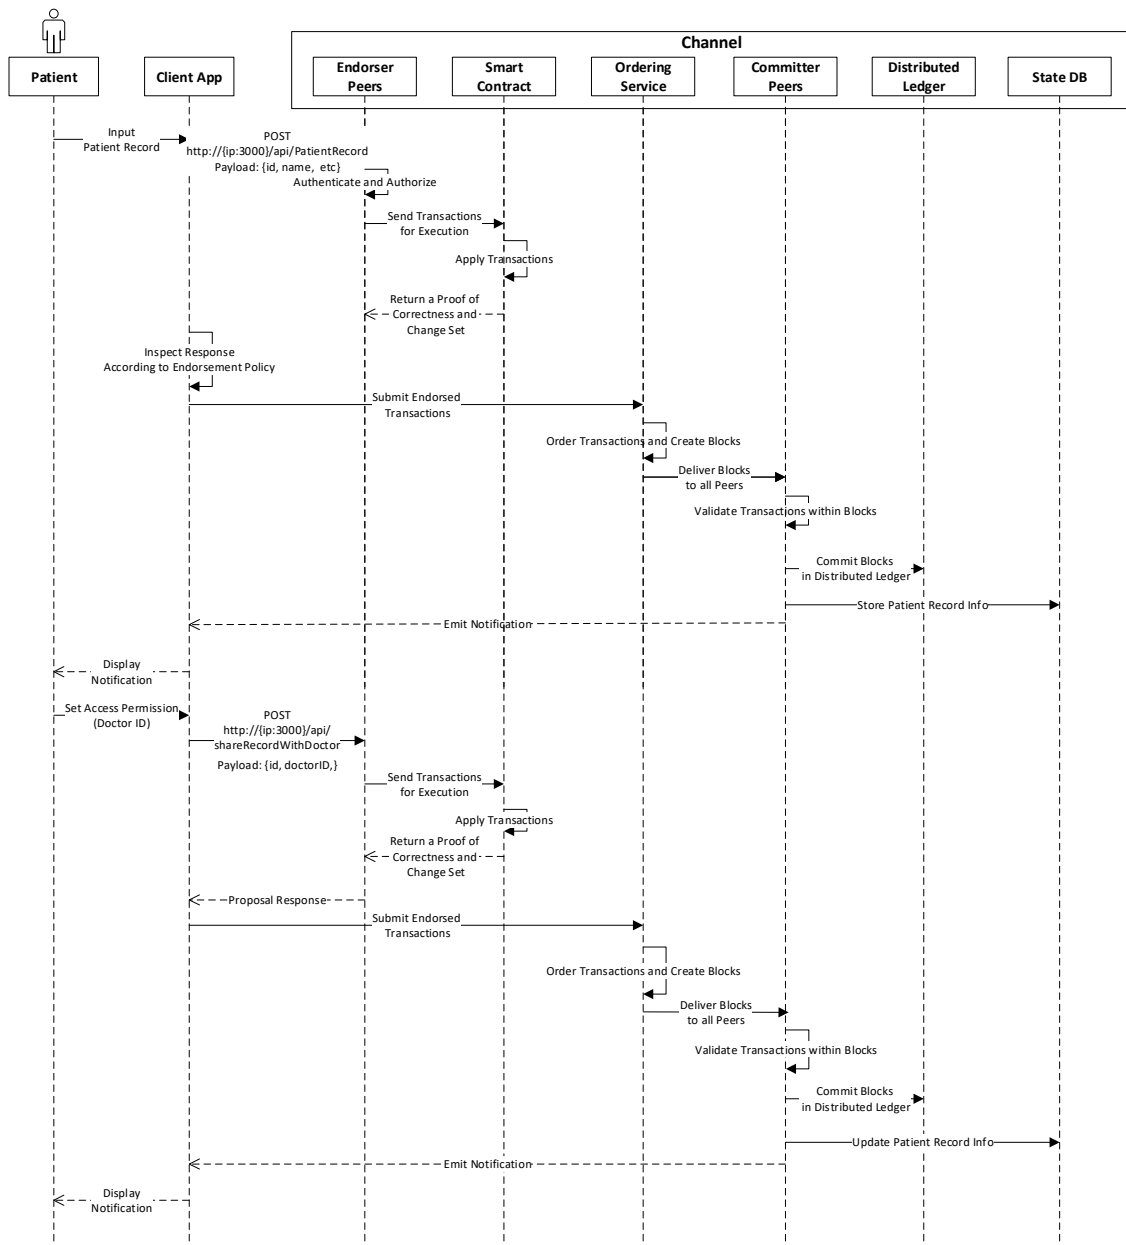 Channel
Patient
Client App
Endorser
Peers
Smart
Contract
Ordering
Service
Committer
Peers
Distributed
Ledger
State DB
Input
Patient Record
POST
http://{ip:3000}/api/PatientRecord
Payload: {id, name, etc}
Authenticate and Authorize
Send Transactions
for Execution
Apply Transactions
Return a Proof of
Correctness and
Change Set
Inspect Response
According to Endorsement Policy
Submit Endorsed
Transactions
Order Transactions and Create Blocks
Deliver Blocks
to all Peers
Validate Transactions within Blocks
Commit Blocks
in Distributed Ledger
Store Patient Record Info
Emit Notification
Display
Notification
Set Access Permission
(Doctor ID)
POST
http://{ip:3000}/api/
shareRecordWithDoctor
Payload: {id, doctorID,}
Send Transactions
for Execution
Apply Transactions
Return a Proof of
Correctness and
Change Set
Proposal Response
Submit Endorsed
Transactions
Order Transactions and Create Blocks
Deliver Blocks
to all Peers
Validate Transactions within Blocks
Commit Blocks
in Distributed Ledger
Update Patient Record Info
Emit Notification
Display
Notification